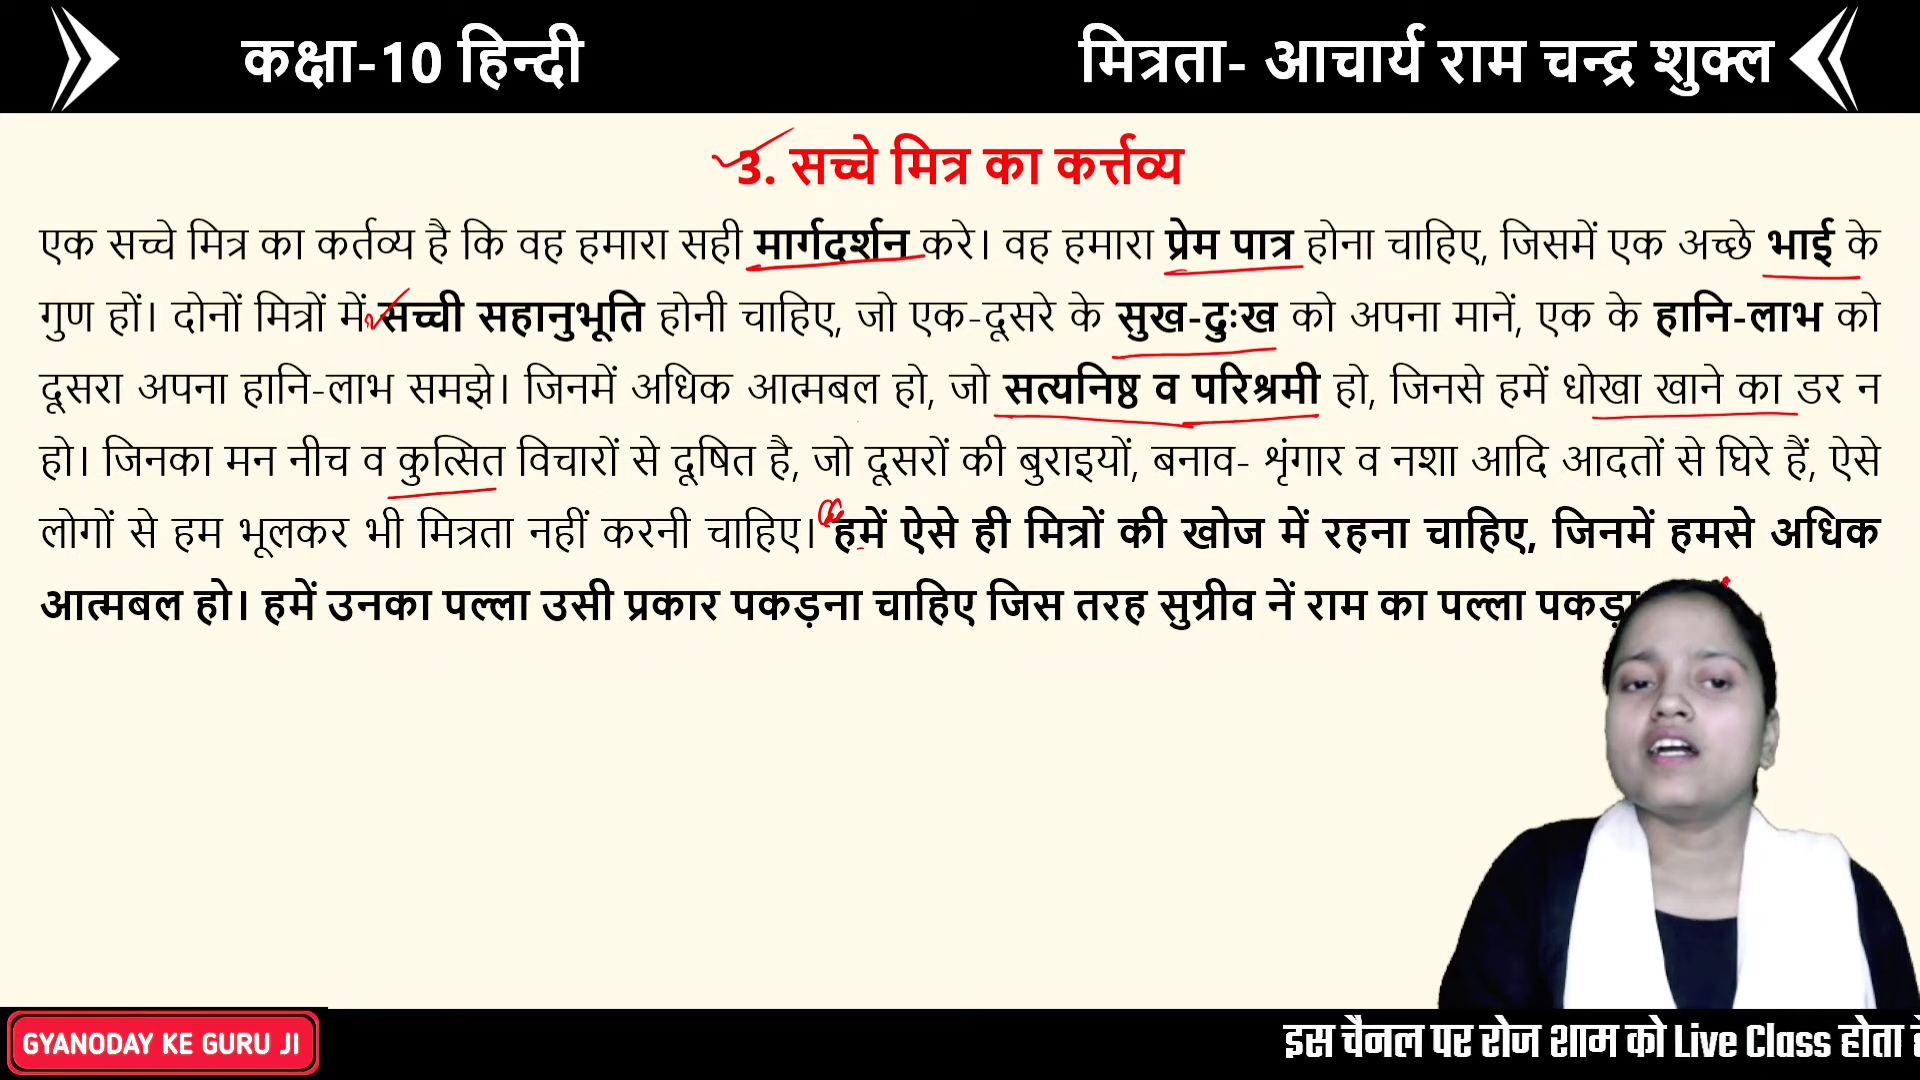 कक्षा-10 हिन्दी
मित्रता- आचार्य राम चन्द्र शुक्ल
3. सच्चे मित्र का कर्त्तव्य
एक सच्चे मित्र का कर्तव्य है कि वह हमारा सही मार्गदर्शन करे। वह हमारा प्रेम पात्र होना चाहिए, जिसमें एक अच्छे भाई के
गुण हों। दोनों मित्रों में सच्ची सहानुभूति होनी चाहिए, जो एक-दूसरे के सुख-दुःख को अपना मानें, एक के हानि-लाभ को
दूसरा अपना हानि-लाभ समझे। जिनमें अधिक आत्मबल हो, जो सत्यनिष्ठ व परिश्रमी हो, जिनसे हमें धोखा खाने का डर न
हो। जिनका मन नीच व कुत्सित विचारों से दूषित है, जो दूसरों की बुराइयों, बनाव- शृंगार व नशा आदि आदतों से घिरे हैं, ऐसे
लोगों से हम भूलकर भी मित्रता नहीं करनी चाहिए। हमें ऐसे ही मित्रों की खोज में रहना चाहिए, जिनमें हमसे अधिक
आत्मबल हो। हमें उनका पल्ला उसी प्रकार पकड़ना चाहिए जिस तरह सुग्रीव नें राम का पल्ला पकड़ा
GYANODAY KE GURU JI
इस चैनल पर रोज शाम को Live Class होता